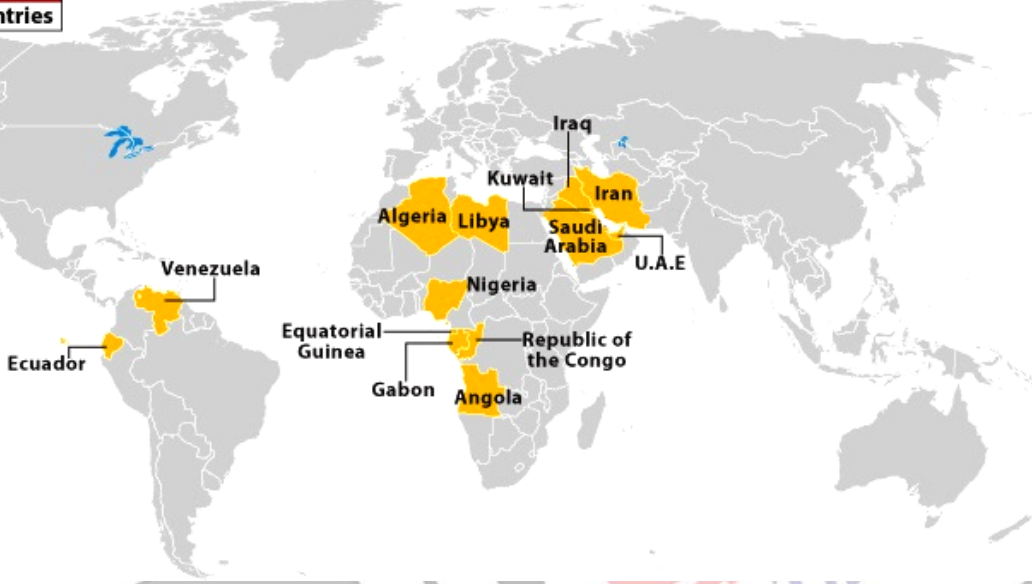 ntries
Iraq
Kuwait
Iran
Algeria
Libya
Saudi
Arabia
U.A.E
Venezuela
Nigeria
Equatorial
Guinea
Republic of
the Congo
Ecuador
Gabon
Angola